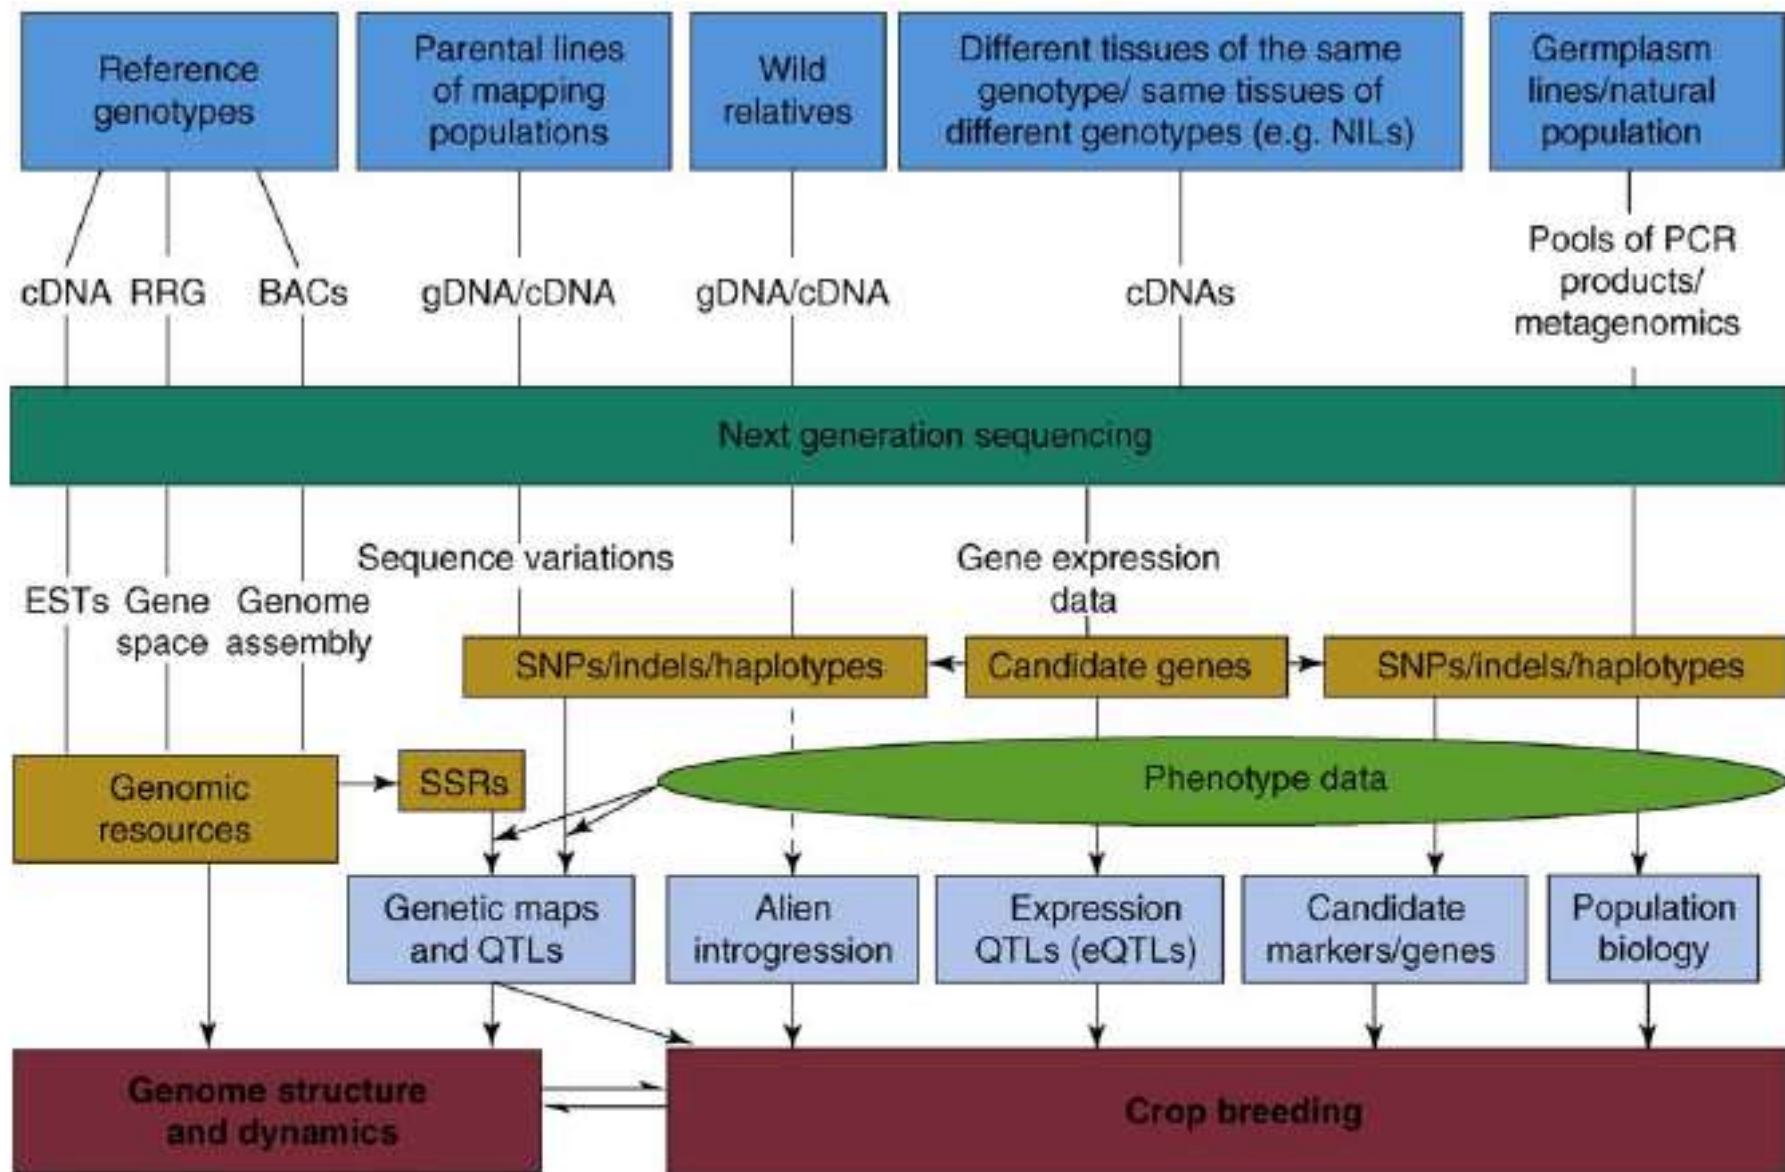 Reference
genotypes
Parental lines
of mapping
populations
Wild
relatives
Different tissues of the same
genotype/ same tissues of
different genotypes (e.g. NILs)
Germplasm
lines/natural
population
cDNA RRG BACs
gDNA/cDNA
gDNA/cDNA
cDNAs
Pools of PCR
products/
metagenomics
Next generation sequencing
ESTs
Gene
space
Genome
assembly
Sequence variations
Gene expression
data
SNPs/indels/haplotypes
Candidate genes
SNPs/indels/haplotypes
Genomic
resources
SSRs
Phenotype data
Genetic maps
and QTLs
Alien
introgression
Expression
QTLs (eQTLs)
Candidate
markers/genes
Population
biology
Genome structure
and dynamics
Crop breeding